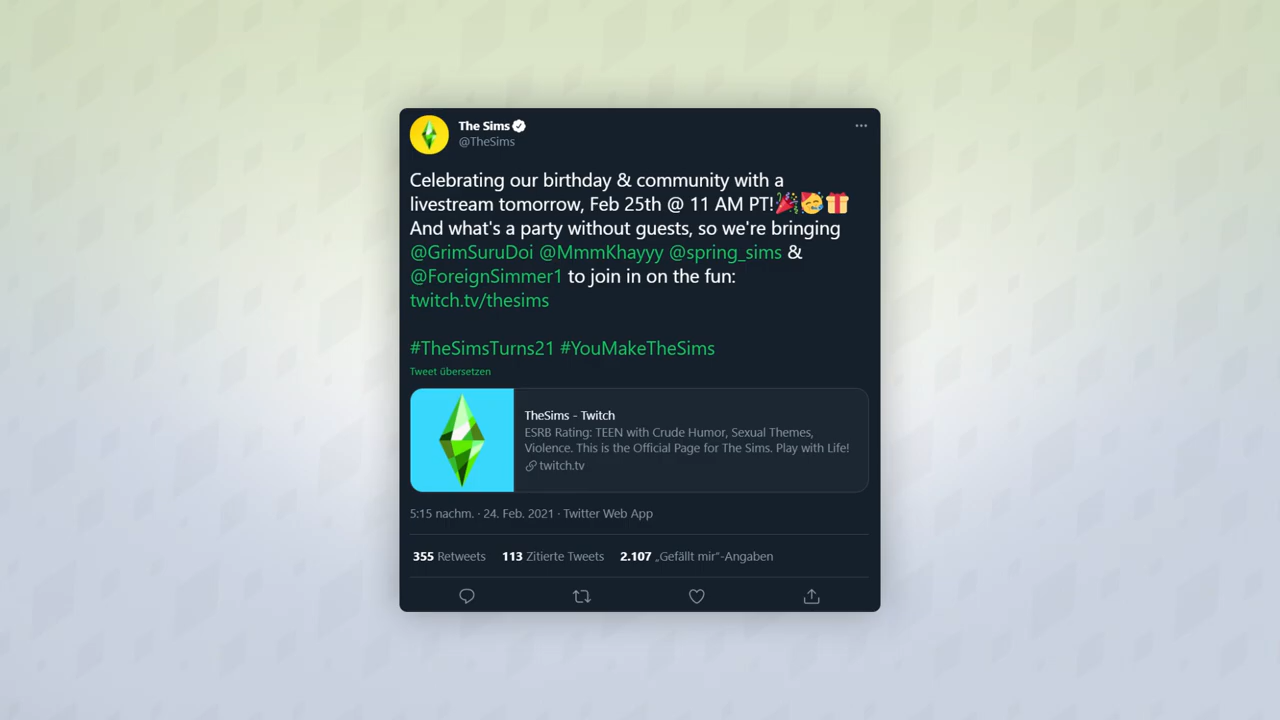 The Sims
@TheSims
Celebrating our birthday & community with a
livestream tomorrow, Feb 25th @ 11 AM PT!🎉🥳🎁
And what's a party without guests, so we're bringing
@GrimSuruDoi @MmmKhayyy @spring_sims &
@ForeignSimmer1 to join in on the fun:
twitch.tv/thesims
#TheSimsTurns21 #YouMakeTheSims
Tweet übersetzen
TheSims - Twitch
ESRB Rating: TEEN with Crude Humor, Sexual Themes,
Violence. This is the Official Page for The Sims. Play with Life!
twitch.tv
5:15 nachm. · 24. Feb. 2021 · Twitter Web App
355 Retweets 113 Zitierte Tweets 2.107 „Gefällt mir“-Angaben